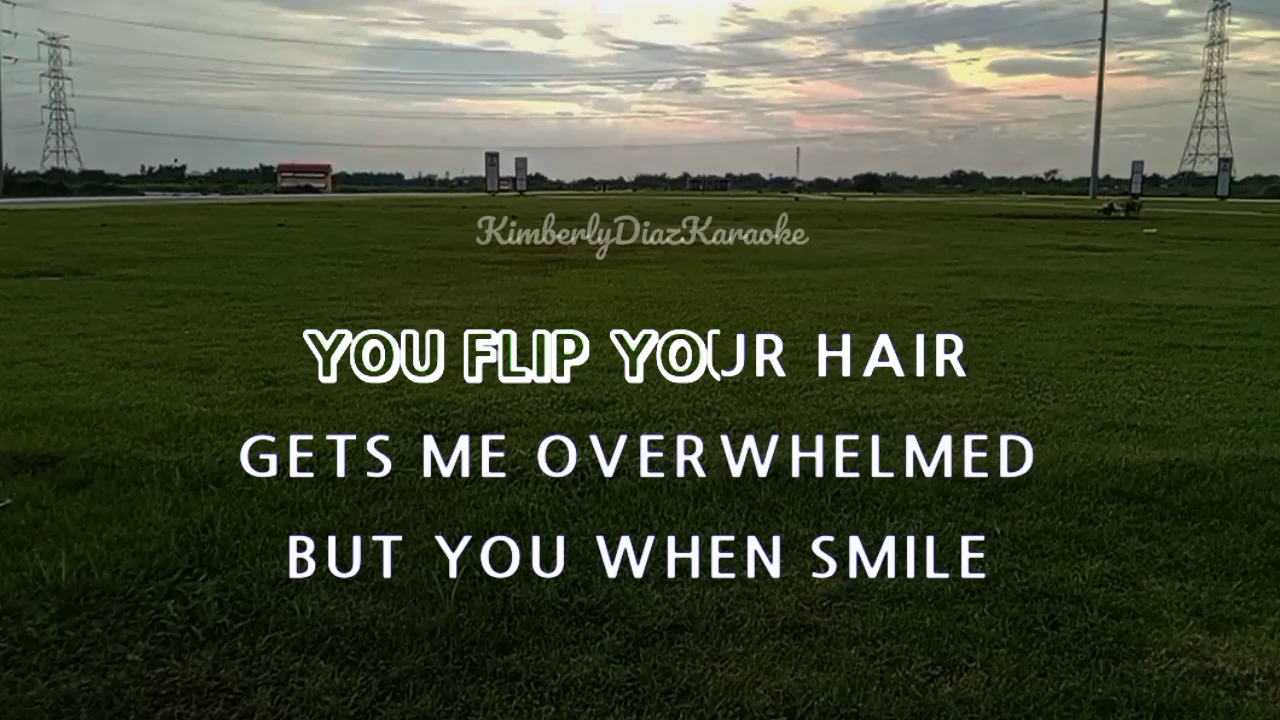 KimberlyDiazKaraoke
YOU FLIP YOUR HAIR
GETS ME OVERWHELMED
BUT YOU WHEN SMILE